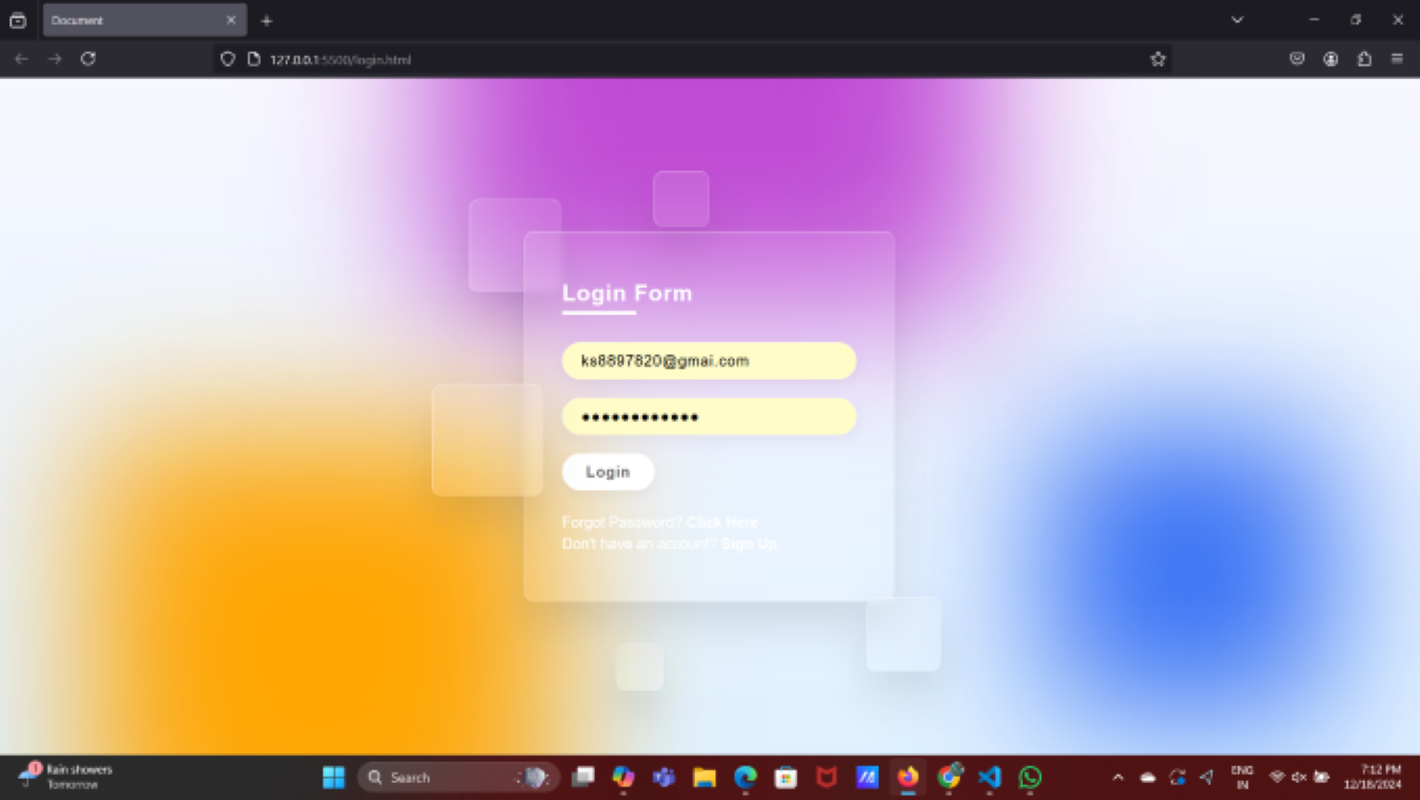 Document
127.0.0.1:5500/login.html
Login Form
ks8897820@gmai.com
••••••••••••
Login
Forgot Password? Click Here
Don't have an account? Sign Up
Rain showers
Tomorrow
1
Search
ENG
IN
7:12 PM
12/18/2024